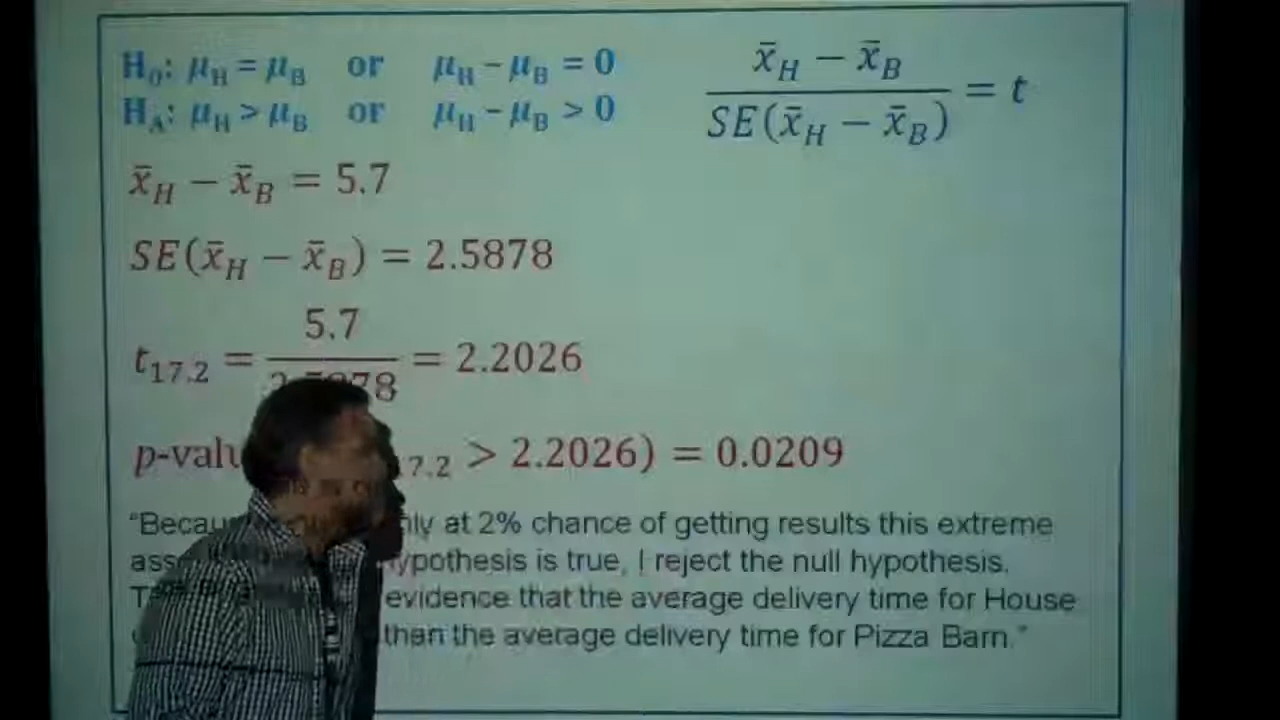 H₀: μH = μB or μH − μB = 0
HA: μH > μB or μH − μB > 0
x̄H − x̄B
SE(x̄H − x̄B) = t
x̄H − x̄B = 5.7
SE(x̄H − x̄B) = 2.5878
5.7
t17.2 = = 2.2026
78
p-valu 7.2 > 2.2026) = 0.0209
“Becau at 2% chance of getting results this extreme
hypothesis is true, I reject the null hypothesis.
evidence that the average delivery time for House
than the average delivery time for Pizza Barn.”